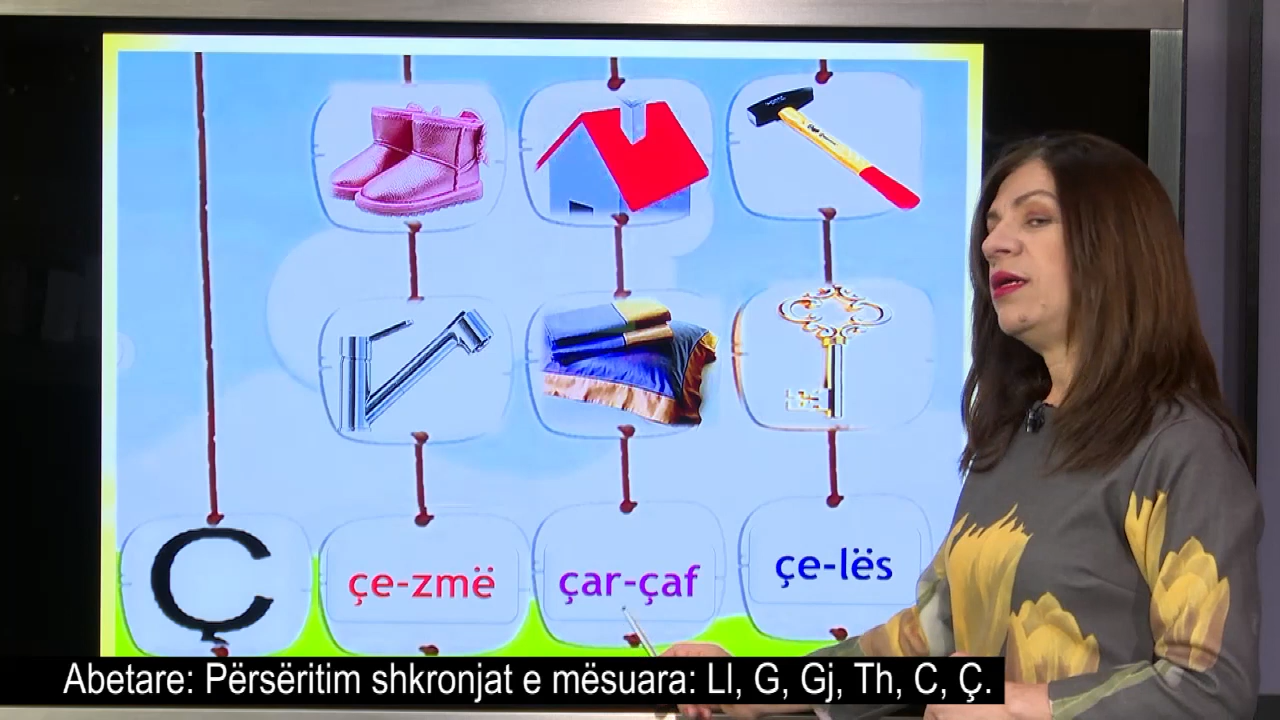 Ç
çe-zmë
çar-çaf
çe-lës
Abetare: Përsëritim shkronjat e mësuara: Ll, G, Gj, Th, C, Ç.